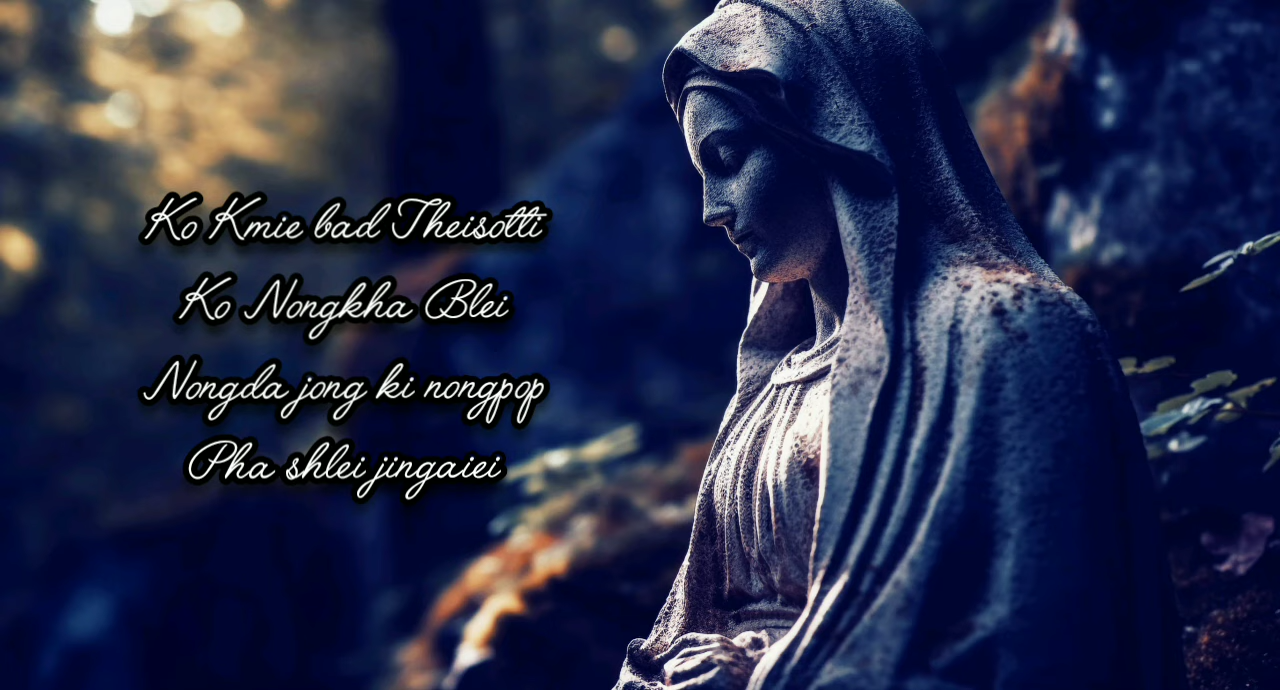 Ko Kmie bad Theisotti
Ko Nongkha Blei
Nongda jong ki nongpop
Pha shlei jingaiei